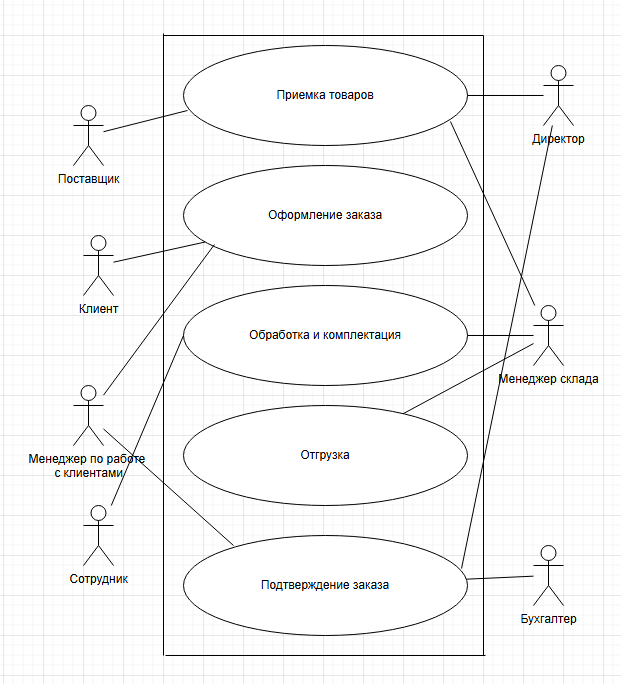 Приемка товаров
Директор
Поставщик
Оформление заказа
Клиент
Обработка и комплектация
Менеджер склада
Менеджер по работе
с клиентами
Отгрузка
Сотрудник
Подтверждение заказа
Бухгалтер